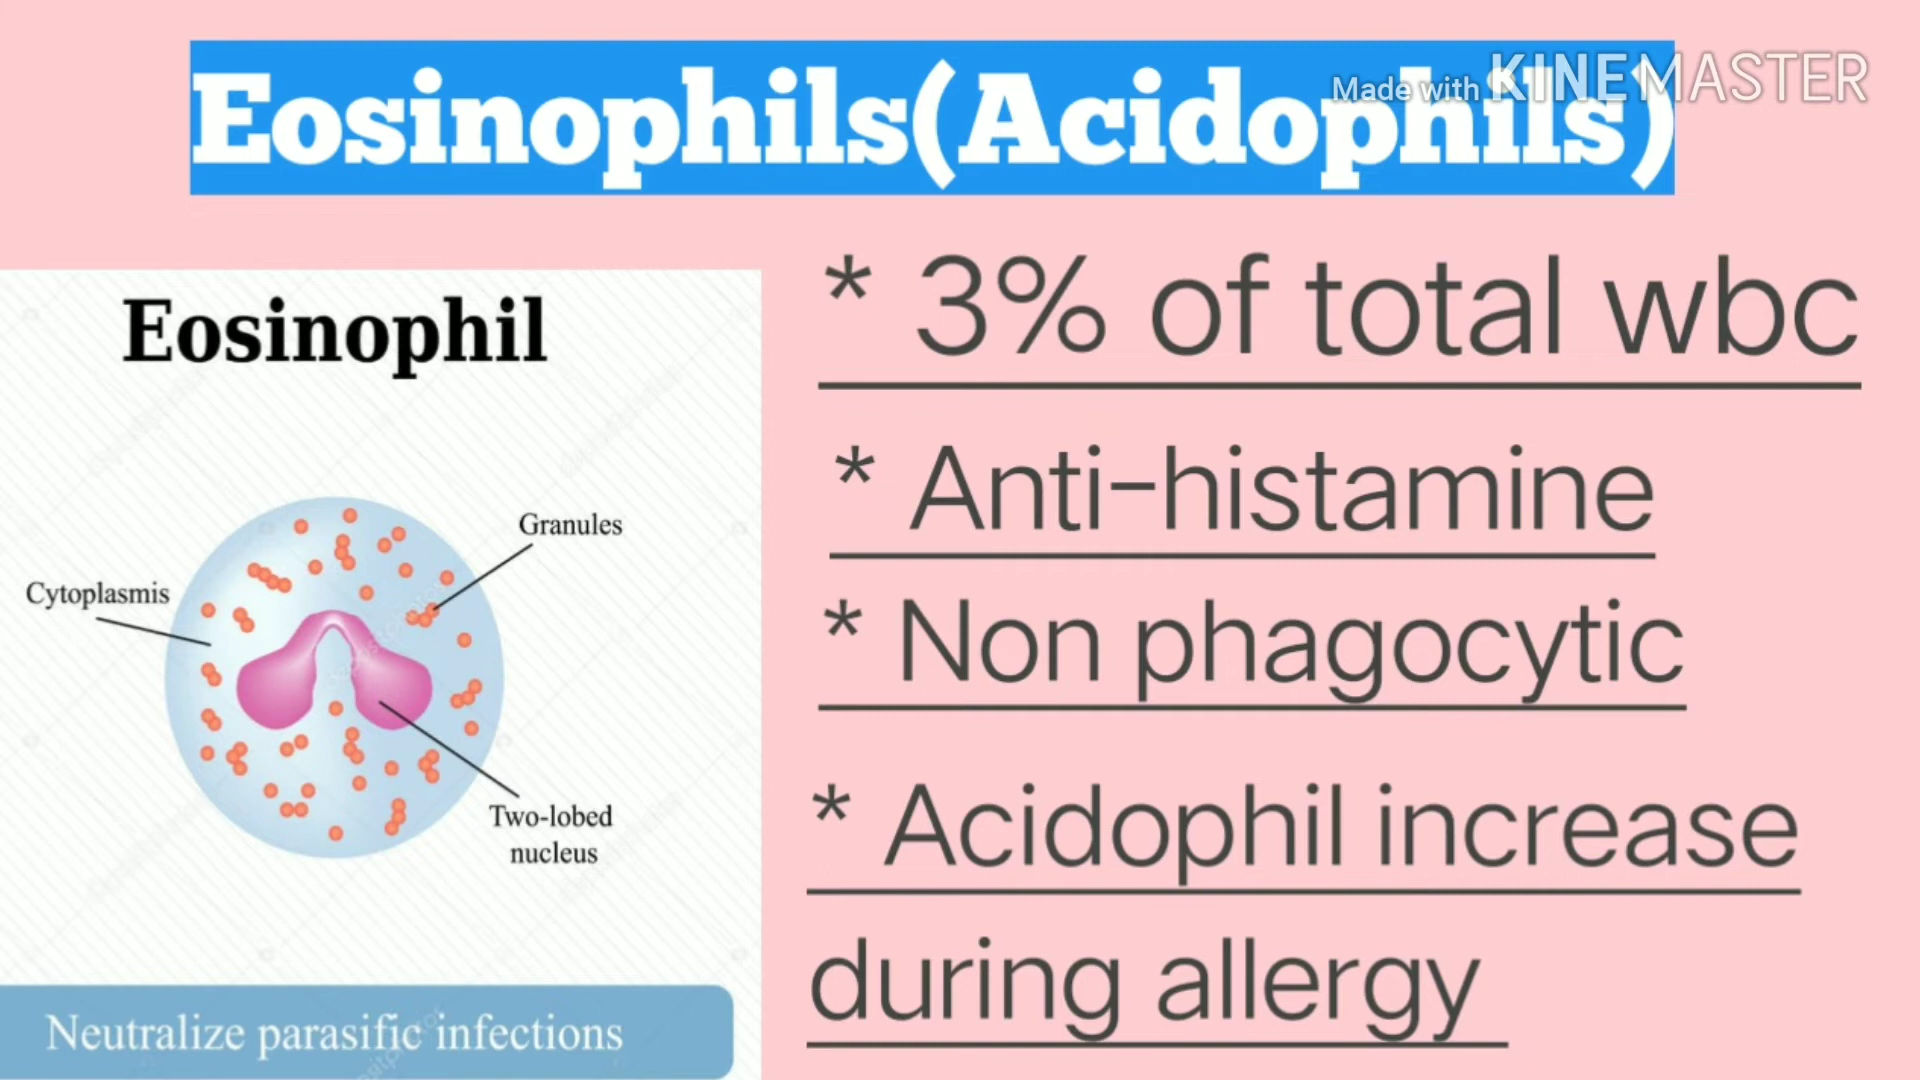 Eosinophils(Acidophils)
Made with KINEMASTER
Eosinophil
Granules
Cytoplasmis
Two-lobed
nucleus
Neutralize parasific infections
* 3% of total wbc
* Anti-histamine
* Non phagocytic
* Acidophil increase
during allergy